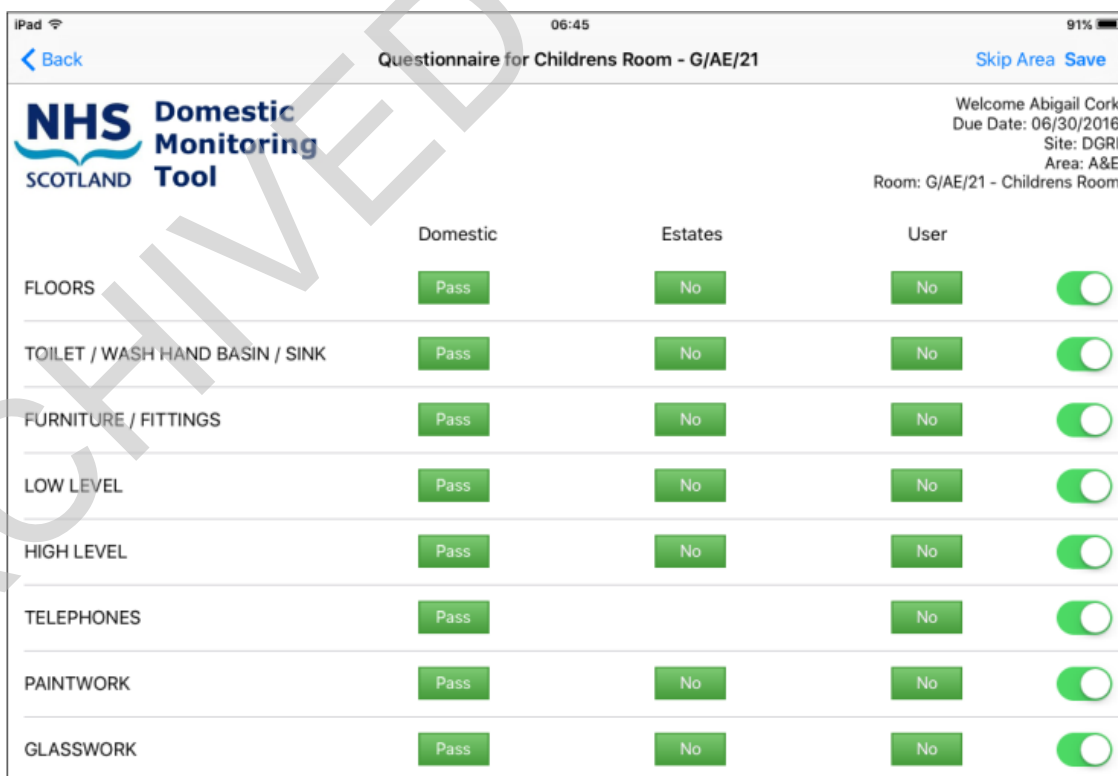 iPad 06:45 91%
Back Questionnaire for Childrens Room - G/AE/21 Skip Area Save
NHS
SCOTLAND
Domestic
Monitoring
Tool
Welcome Abigail Cork
Due Date: 06/30/2016
Site: DGRI
Area: A&E
Room: G/AE/21 - Childrens Room
Domestic Estates User
FLOORS Pass No No
TOILET / WASH HAND BASIN / SINK Pass No No
FURNITURE / FITTINGS Pass No No
LOW LEVEL Pass No No
HIGH LEVEL Pass No No
TELEPHONES Pass No
PAINTWORK Pass No No
GLASSWORK Pass No No
CHIVED